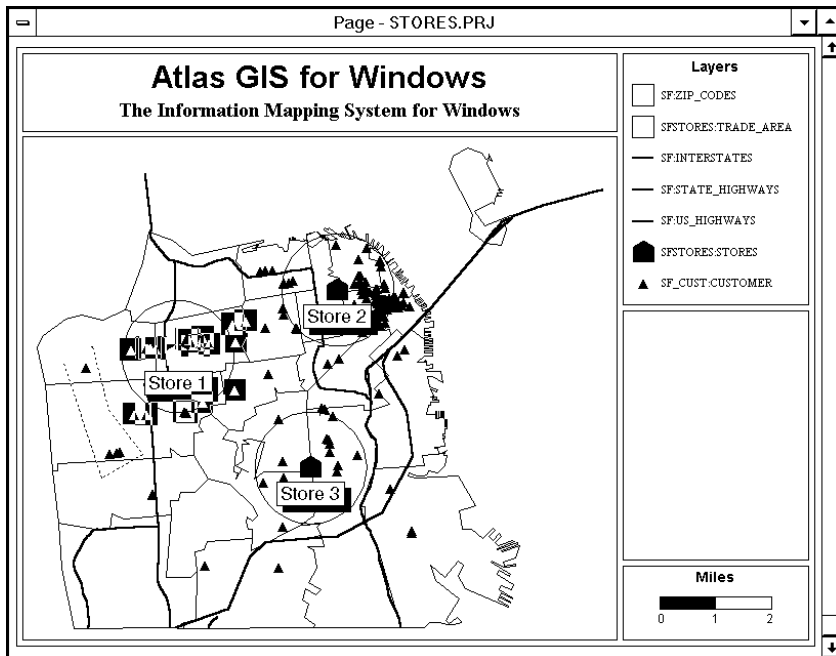 Page - STORES.PRJ
Atlas GIS for Windows
The Information Mapping System for Windows
Layers
SF:ZIP_CODES
SFSTORES:TRADE_AREA
SF:INTERSTATES
SF:STATE_HIGHWAYS
SF:US_HIGHWAYS
SFSTORES:STORES
SF_CUST:CUSTOMER
Store 2
Store 1
Store 3
Miles
0 1 2